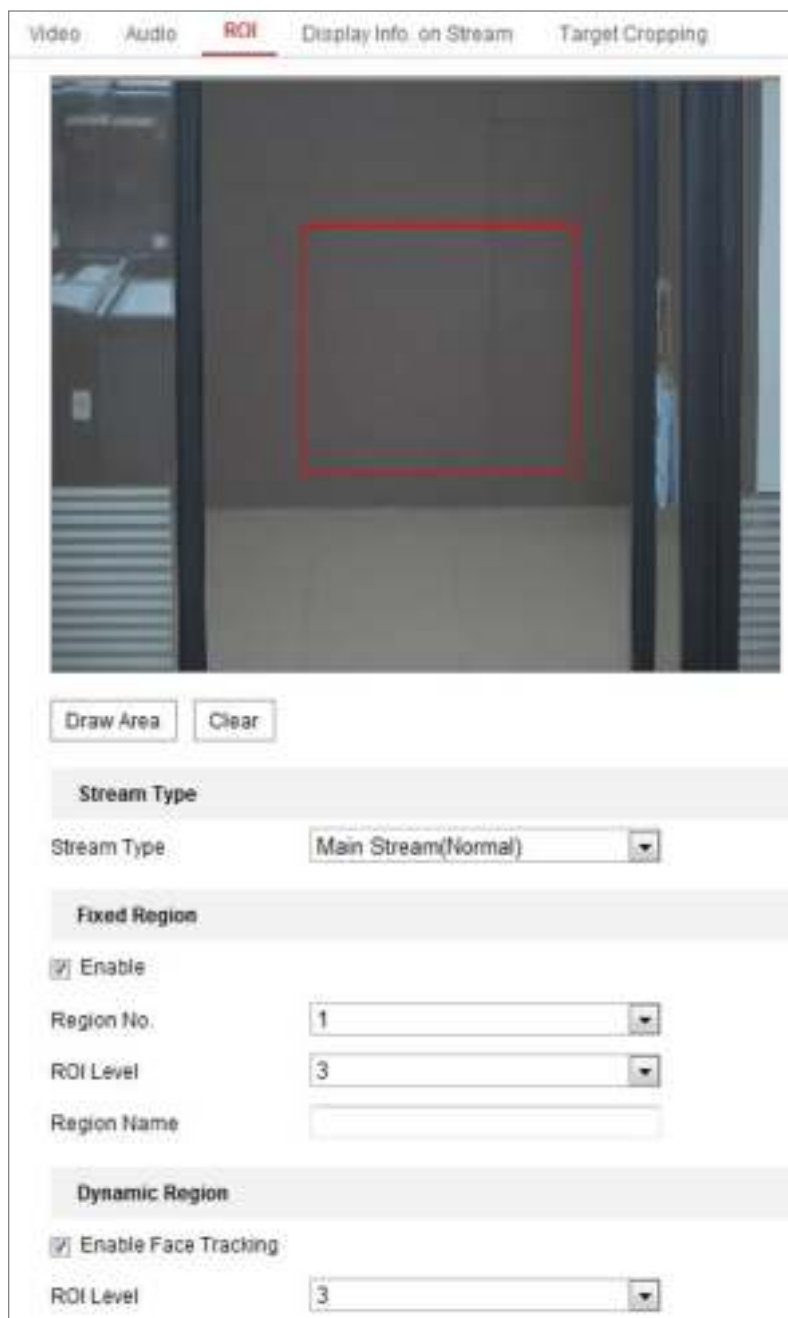 Video Audio ROI Display Info. on Stream Target Cropping
Draw Area Clear
Stream Type
Stream Type Main Stream(Normal)
Fixed Region
Enable
Region No. 1
ROI Level 3
Region Name
Dynamic Region
Enable Face Tracking
ROI Level 3